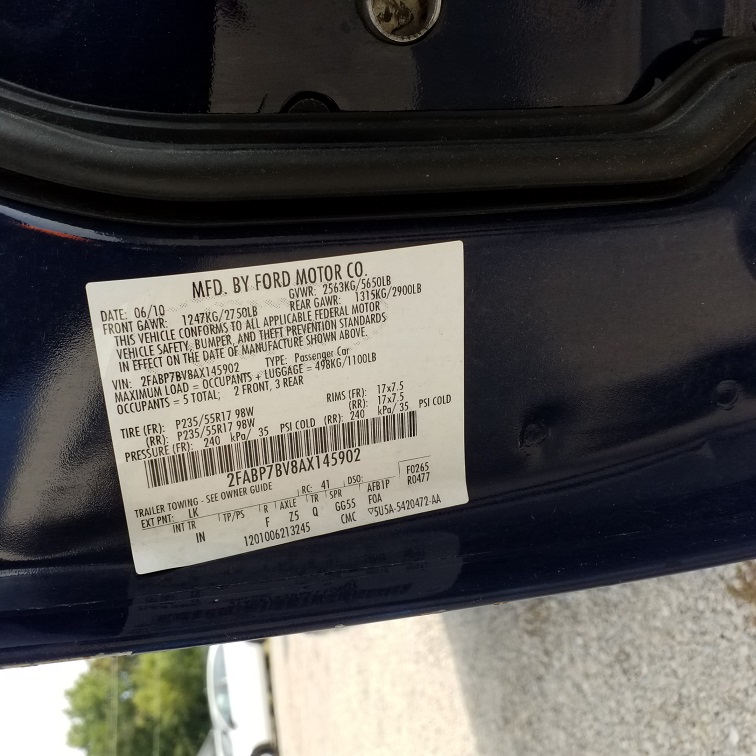 MFD. BY FORD MOTOR CO.
DATE: 06/10 GVWR: 2563KG/5650LB
FRONT GAWR: 1247KG/2750LB REAR GAWR: 1315KG/2900LB
THIS VEHICLE CONFORMS TO ALL APPLICABLE FEDERAL MOTOR
VEHICLE SAFETY, BUMPER, AND THEFT PREVENTION STANDARDS
IN EFFECT ON THE DATE OF MANUFACTURE SHOWN ABOVE.
VIN: 2FABP7BV8AX145902 TYPE: Passenger Car
MAXIMUM LOAD = OCCUPANTS + LUGGAGE = 498KG/1100LB
OCCUPANTS = 5 TOTAL; 2 FRONT, 3 REAR
TIRE (FR): P235/55R17 98W RIMS (FR): 17x7.5
(RR): P235/55R17 98W (RR): 17x7.5
PRESSURE (FR): 240 kPa/ 35 PSI COLD (RR): 240 kPa/ 35 PSI COLD
2FABP7BV8AX145902
TRAILER TOWING - SEE OWNER GUIDE
EXT PNT: LK RC: 41 DSO: F0265
INT TR TP/PS R AXLE TR SPR AFB1P R0477
IN F Z5 Q GG55 FOA
1201006213245 CMC ▽5U5A-5420472-AA